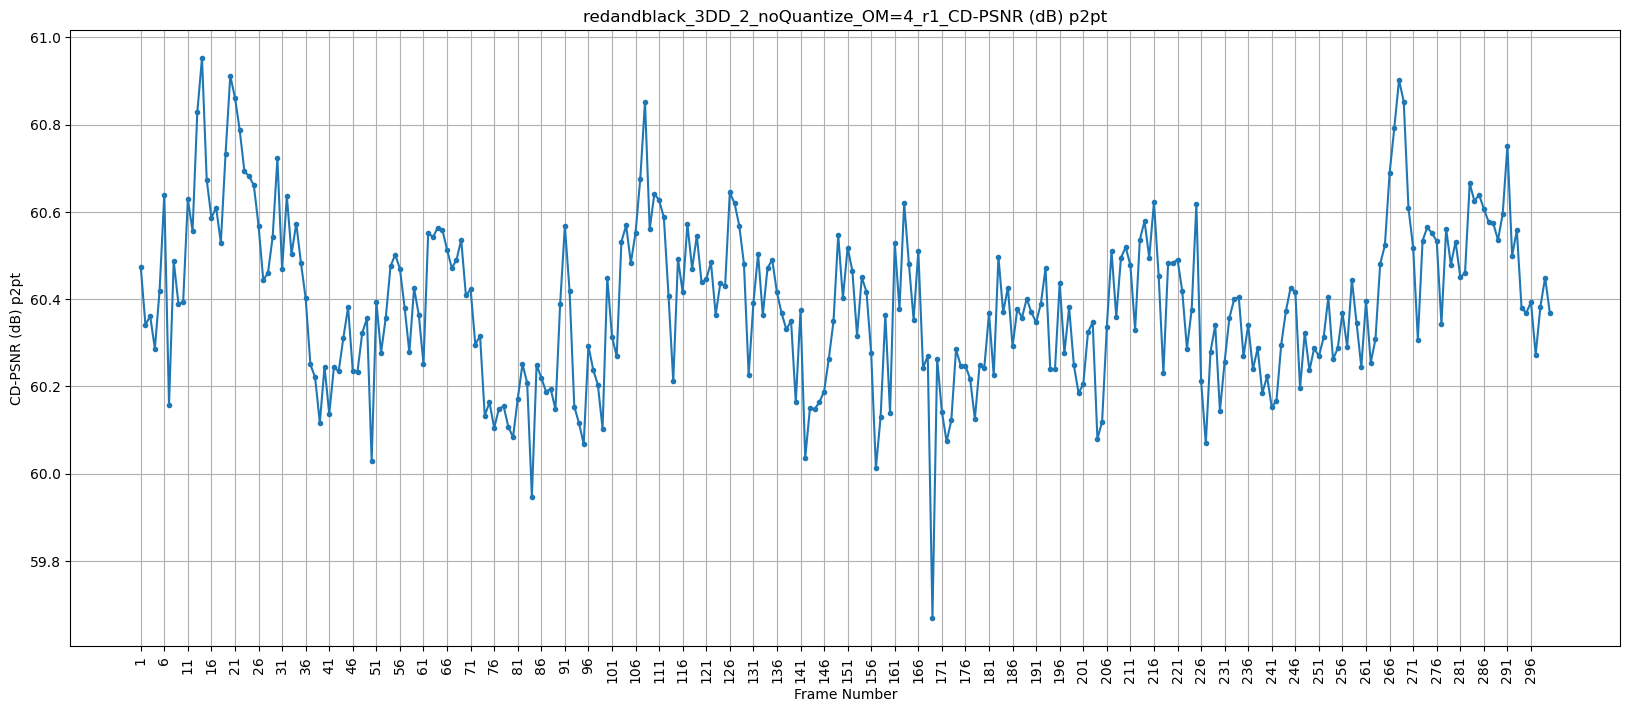 redandblack_3DD_2_noQuantize_OM=4_r1_CD-PSNR (dB) p2pt
CD-PSNR (dB) p2pt
61.0
60.8
60.6
60.4
60.2
60.0
59.8
1 6 11 16 21 26 31 36 41 46 51 56 61 66 71 76 81 86 91 96 101 106 111 116 121 126 131 136 141 146 151 156 161 166 171 176 181 186 191 196 201 206 211 216 221 226 231 236 241 246 251 256 261 266 271 276 281 286 291 296
Frame Number